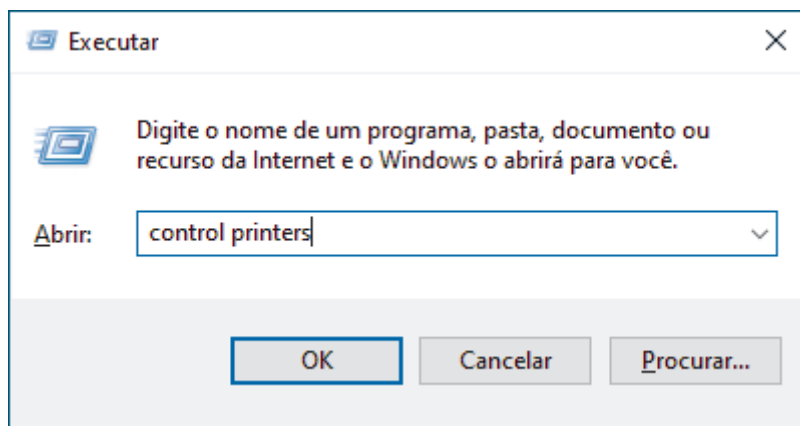 Executar
Digite o nome de um programa, pasta, documento ou
recurso da Internet e o Windows o abrirá para você.
Abrir: control printers
OK Cancelar Procurar...